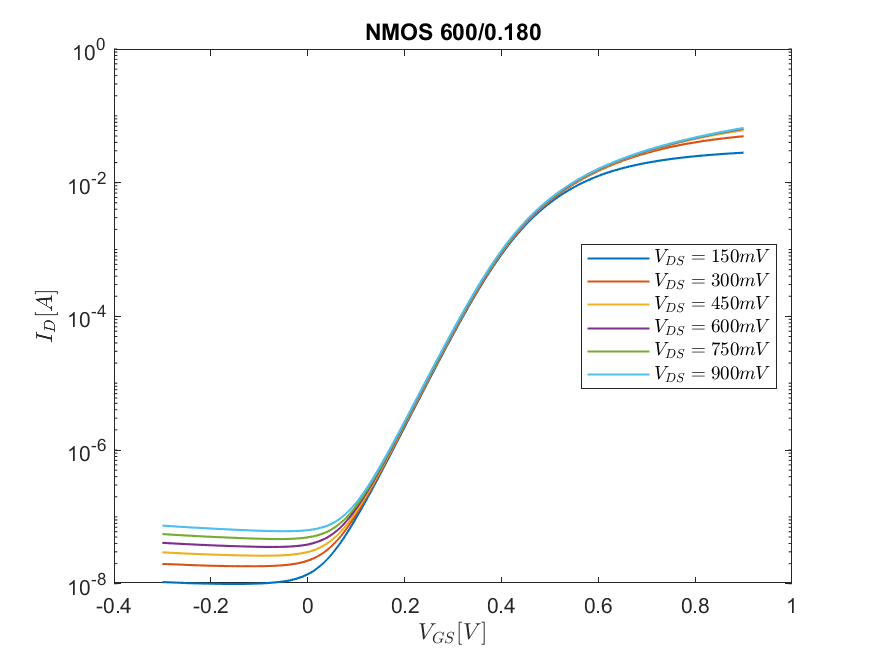 NMOS 600/0.180
10^0
10^-2
10^-4
10^-6
10^-8
I_D[A]
V_DS = 150mV
V_DS = 300mV
V_DS = 450mV
V_DS = 600mV
V_DS = 750mV
V_DS = 900mV
-0.4 -0.2 0 0.2 0.4 0.6 0.8 1
V_GS[V]